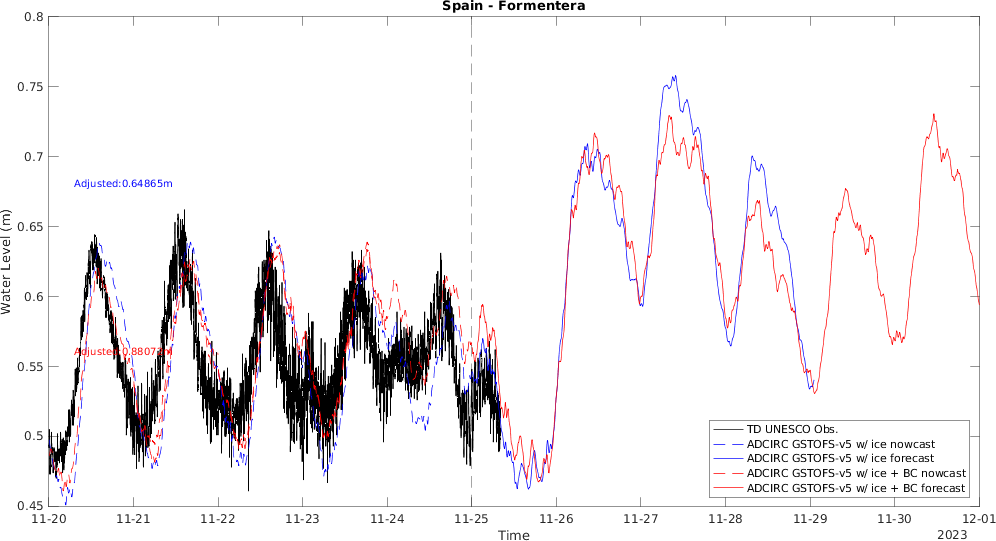 Spain - Formentera
0.8
0.75
0.7
0.65
0.6
0.55
0.5
0.45
Water Level (m)
Adjusted:0.64865m
TD UNESCO Obs.
ADCIRC GSTOFS-v5 w/ ice nowcast
ADCIRC GSTOFS-v5 w/ ice forecast
ADCIRC GSTOFS-v5 w/ ice + BC nowcast
ADCIRC GSTOFS-v5 w/ ice + BC forecast
11-20 11-21 11-22 11-23 11-24 11-25 11-26 11-27 11-28 11-29 11-30 12-01
Time
2023